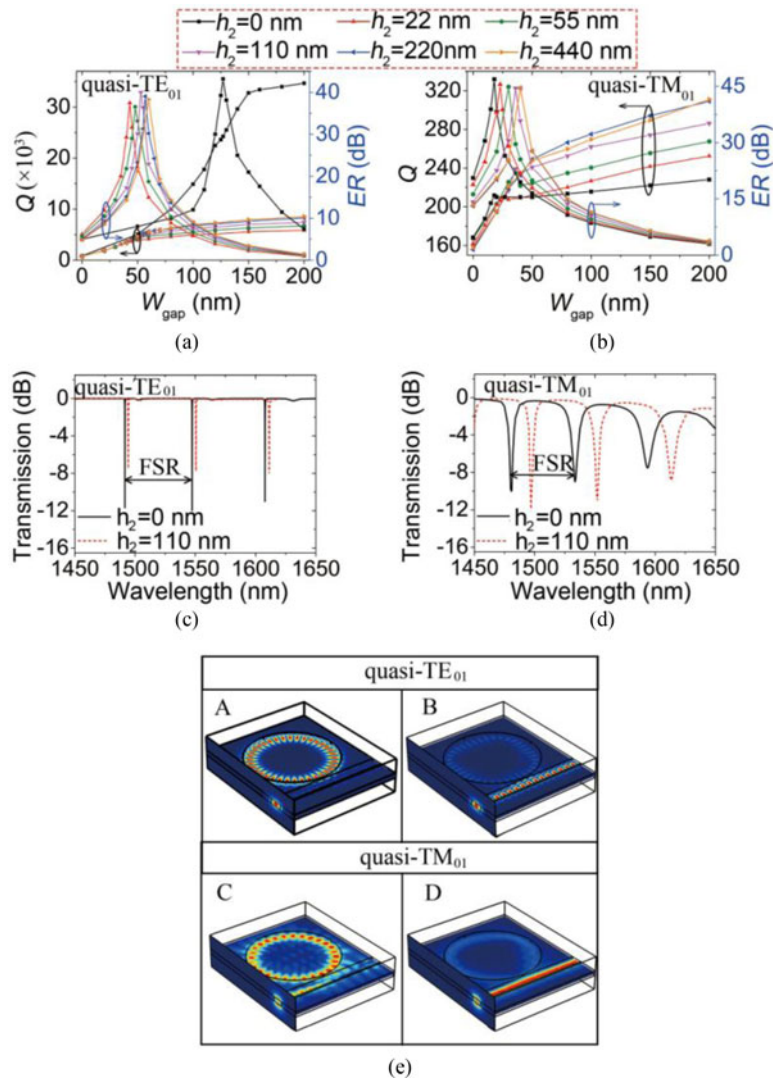 h₂=0 nm h₂=22 nm h₂=55 nm
h₂=110 nm h₂=220nm h₂=440 nm
quasi-TE₀₁
Q (×10³)
30
20
10
0
40
30
20
10
0
ER (dB)
0 50 100 150 200
W_gap (nm)
(a)
quasi-TM₀₁
Q
320
280
240
200
160
45
30
15
0
ER (dB)
0 50 100 150 200
W_gap (nm)
(b)
quasi-TE₀₁
Transmission (dB)
0
-4
-8
-12
-16
FSR
h₂=0 nm
h₂=110 nm
1450 1500 1550 1600 1650
Wavelength (nm)
(c)
quasi-TM₀₁
Transmission (dB)
0
-4
-8
-12
-16
FSR
h₂=0 nm
h₂=110 nm
1450 1500 1550 1600 1650
Wavelength (nm)
(d)
quasi-TE₀₁
A B
quasi-TM₀₁
C D
(e)